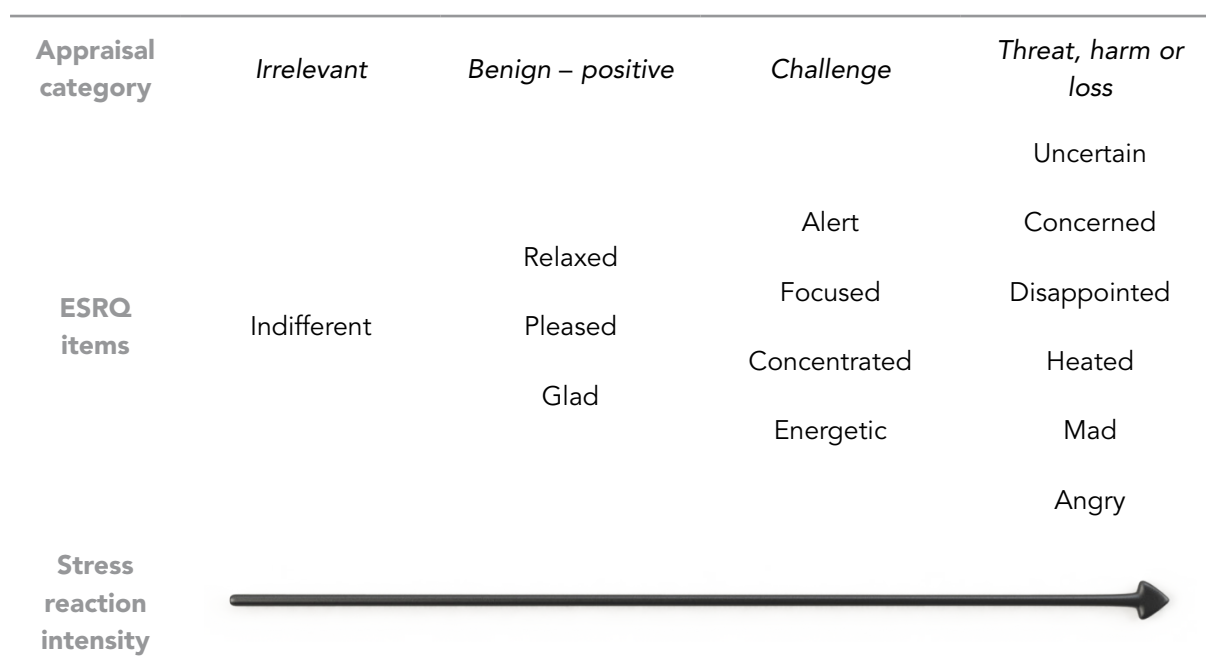 Appraisal category
Irrelevant
Benign – positive
Challenge
Threat, harm or loss
ESRQ items
Indifferent
Relaxed
Pleased
Glad
Alert
Focused
Concentrated
Energetic
Uncertain
Concerned
Disappointed
Heated
Mad
Angry
Stress reaction intensity